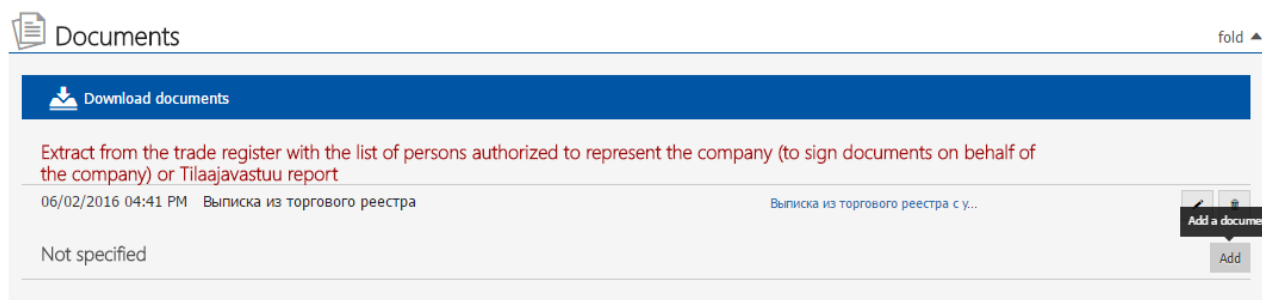 Documents
fold
Download documents
Extract from the trade register with the list of persons authorized to represent the company (to sign documents on behalf of
the company) or Tilaajavastuu report
06/02/2016 04:41 PM Выписка из торгового реестра Выписка из торгового реестра с у...
Add a docume
Not specified
Add